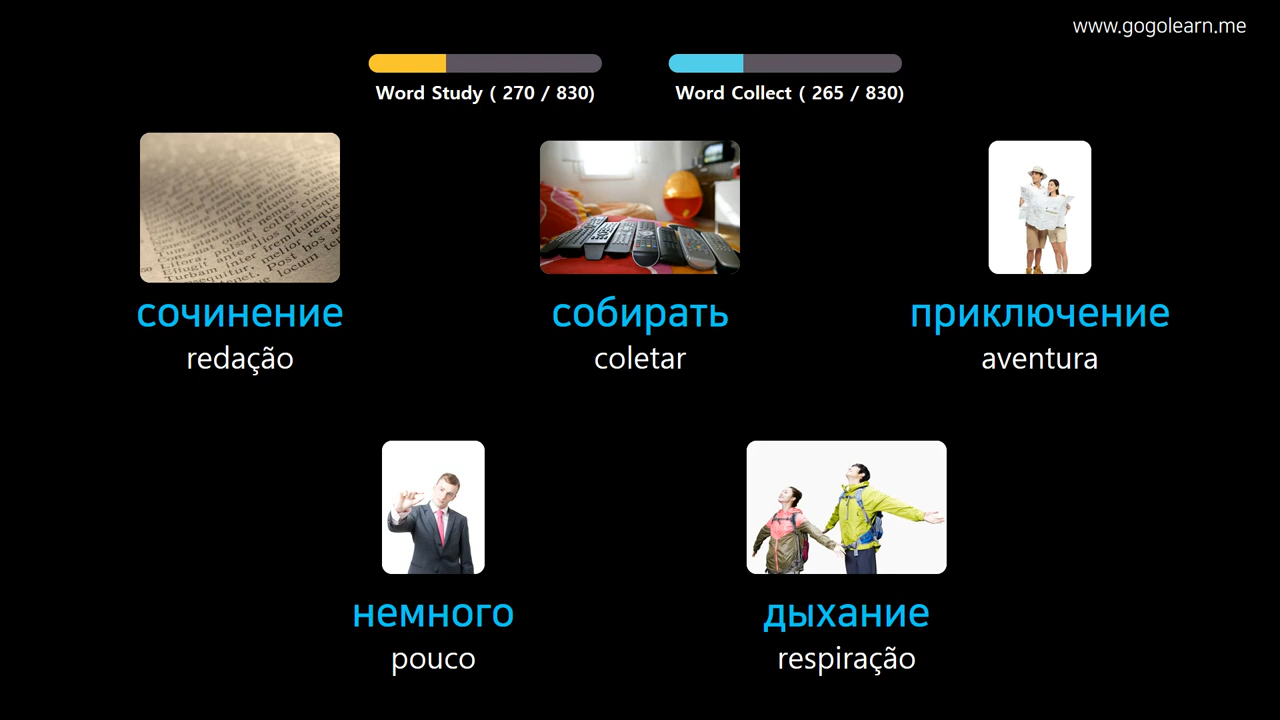 www.gogolearn.me
Word Study ( 270 / 830)
Word Collect ( 265 / 830)
сочинение
redação
собирать
coletar
приключение
aventura
немного
pouco
дыхание
respiração